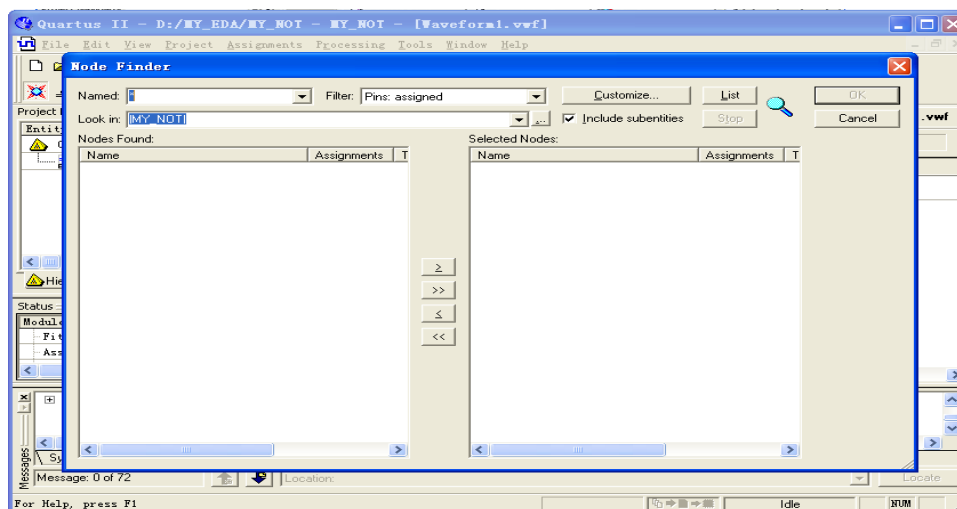 Quartus II - D:/MY_EDA/MY_NOT - MY_NOT - [Waveform1.vwf]
File Edit View Project Assignments Processing Tools Window Help
Node Finder
Named: * Filter: Pins: assigned Customize... List OK
Look in: |MY_NOT| ... Include subentities Stop Cancel
.vwf
Project
Entit
Nodes Found: Selected Nodes:
Name Assignments T Name Assignments T
≥
>>
≤
<<
Hie
Status
Module
Fit
Ass
Messages
Sy
Message: 0 of 72 Location: Locate
For Help, press F1 Idle NUM